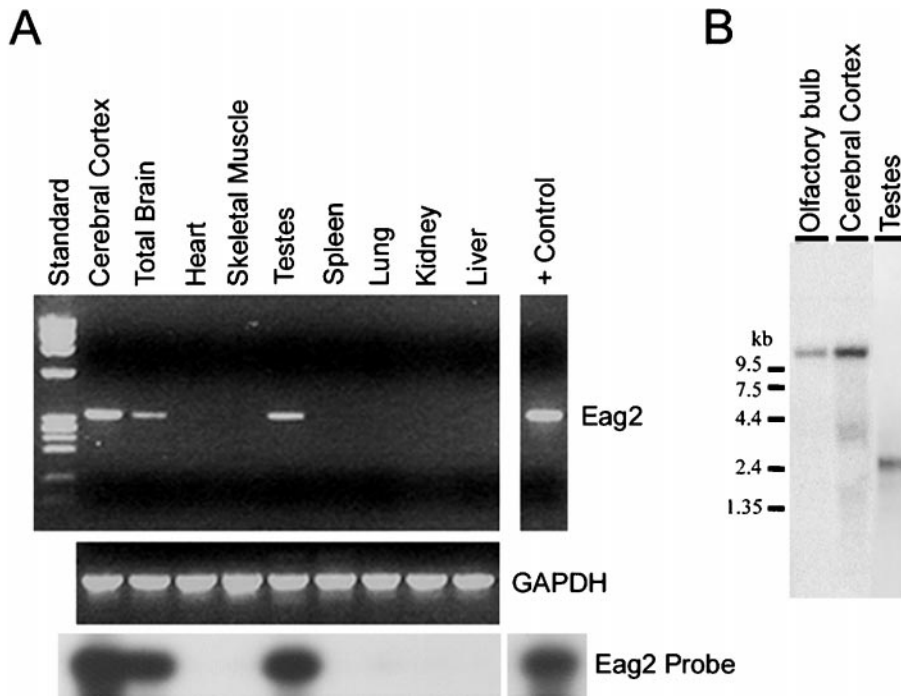 A
Standard
Cerebral Cortex
Total Brain
Heart
Skeletal Muscle
Testes
Spleen
Lung
Kidney
Liver
+ Control
Eag2
GAPDH
Eag2 Probe
B
Olfactory bulb
Cerebral Cortex
Testes
kb
9.5
7.5
4.4
2.4
1.35